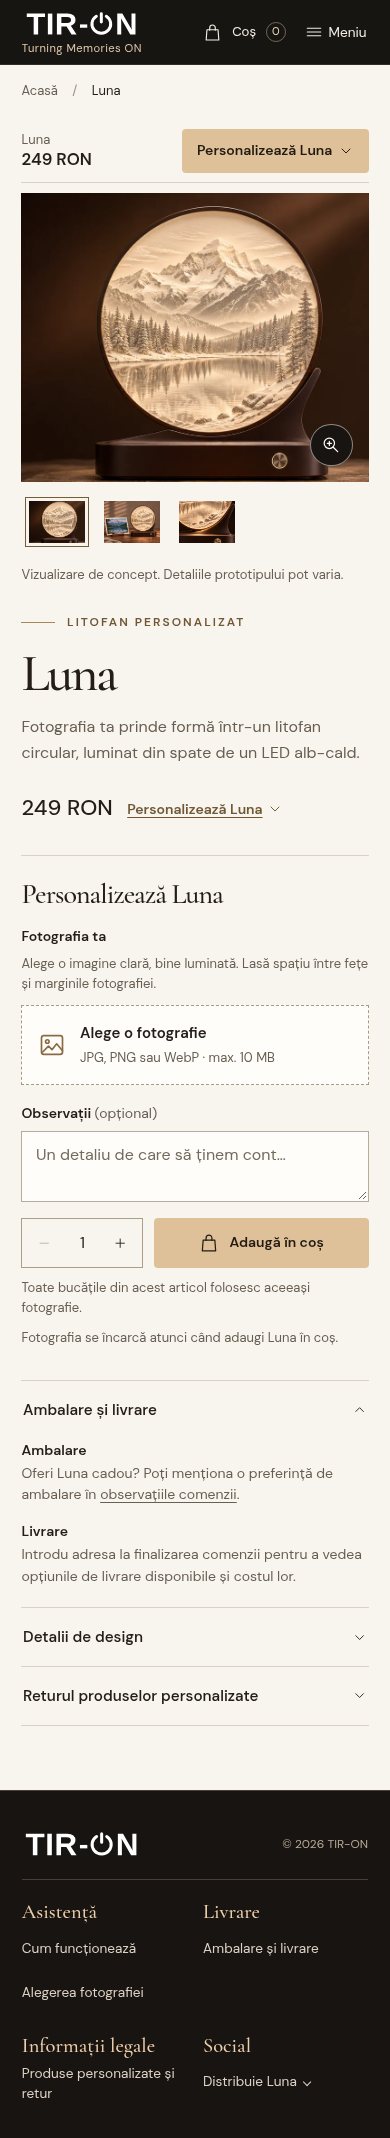 TIR-ON
Turning Memories ON
Coș 0
Meniu
Acasă / Luna
Luna
249 RON
Personalizează Luna
Vizualizare de concept. Detaliile prototipului pot varia.
LITOFAN PERSONALIZAT
Luna
Fotografia ta prinde formă într-un litofan
circular, luminat din spate de un LED alb-cald.
249 RON Personalizează Luna
Personalizează Luna
Fotografia ta
Alege o imagine clară, bine luminată. Lasă spațiu între fețe
și marginile fotografiei.
Alege o fotografie
JPG, PNG sau WebP · max. 10 MB
Observații (opțional)
Un detaliu de care să ținem cont…
− 1 +
Adaugă în coș
Toate bucățile din acest articol folosesc aceeași
fotografie.
Fotografia se încarcă atunci când adaugi Luna în coș.
Ambalare și livrare
Ambalare
Oferi Luna cadou? Poți menționa o preferință de
ambalare în observațiile comenzii.
Livrare
Introdu adresa la finalizarea comenzii pentru a vedea
opțiunile de livrare disponibile și costul lor.
Detalii de design
Returul produselor personalizate
TIR-ON
© 2026 TIR-ON
Asistență
Cum funcționează
Alegerea fotografiei
Livrare
Ambalare și livrare
Informații legale
Produse personalizate și
retur
Social
Distribuie Luna